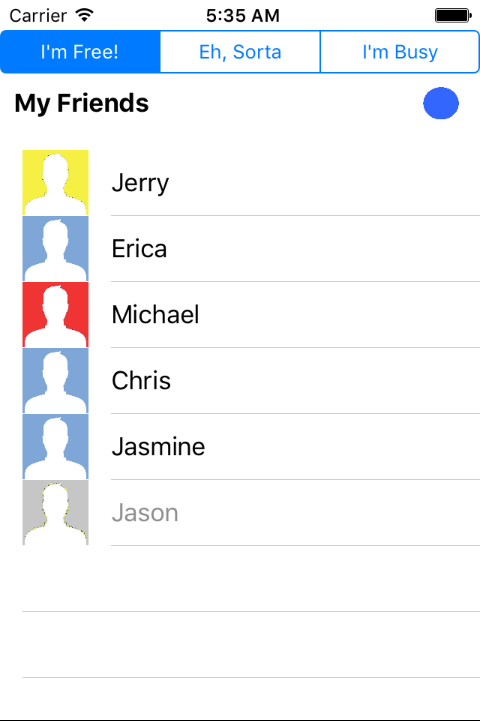 Carrier 5:35 AM
I'm Free! Eh, Sorta I'm Busy
My Friends
Jerry
Erica
Michael
Chris
Jasmine
Jason